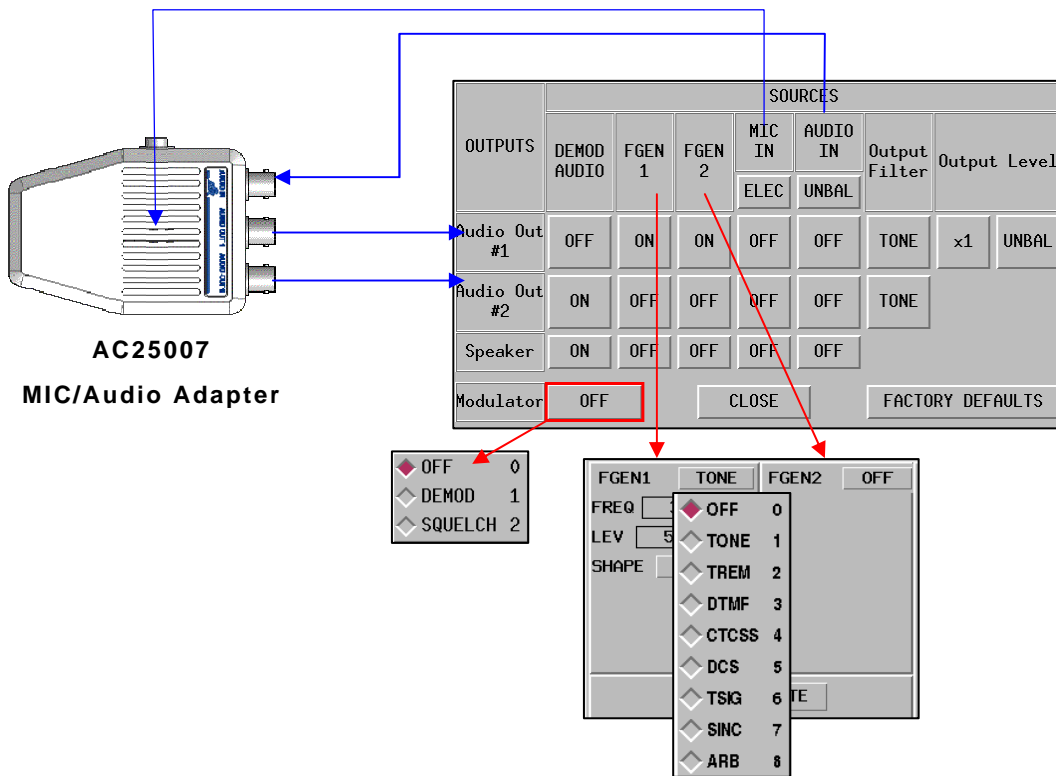 SOURCES
OUTPUTS
DEMOD AUDIO
FGEN 1
FGEN 2
MIC IN
AUDIO IN
Output Filter
Output Level
ELEC
UNBAL
Audio Out #1
OFF
ON
ON
OFF
OFF
TONE
x1
UNBAL
Audio Out #2
ON
OFF
OFF
OFF
OFF
TONE
Speaker
ON
OFF
OFF
OFF
OFF
Modulator
OFF
CLOSE
FACTORY DEFAULTS
AC25007
MIC/Audio Adapter
OFF 0
DEMOD 1
SQUELCH 2
FGEN1
TONE
FGEN2
OFF
FREQ
LEV 5
SHAPE
OFF 0
TONE 1
TREM 2
DTMF 3
CTCSS 4
DCS 5
TSIG 6
SINC 7
ARB 8
TE